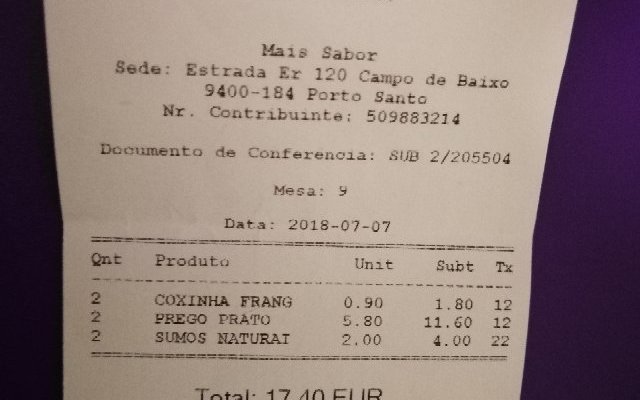 Mais Sabor
Sede: Estrada Er 120 Campo de Baixo
9400-184 Porto Santo
Nr. Contribuinte: 509883214
Documento de Conferencia: SUB 2/205504
Mesa: 9
Data: 2018-07-07
Qnt Produto Unit Subt Tx
2 COXINHA FRANG 0.90 1.80 12
2 PREGO PRATO 5.80 11.60 12
2 SUMOS NATURAI 2.00 4.00 22
Total: 17.40 EUR